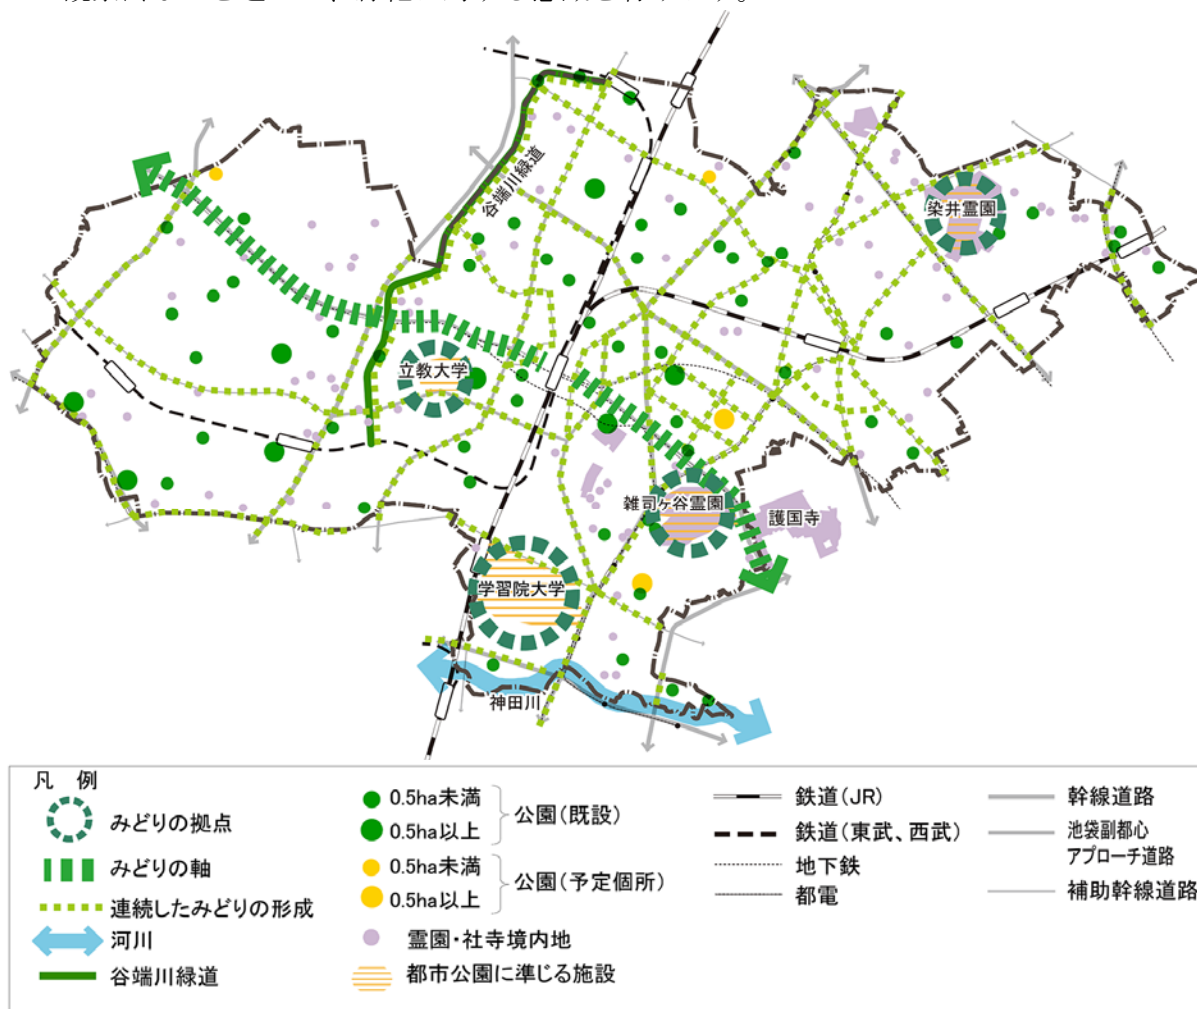 谷端川緑道
染井霊園
立教大学
雑司ヶ谷霊園
護国寺
学習院大学
神田川
凡 例
みどりの拠点
みどりの軸
連続したみどりの形成
河川
谷端川緑道
0.5ha未満
0.5ha以上
公園(既設)
0.5ha未満
0.5ha以上
公園(予定個所)
霊園・社寺境内地
都市公園に準じる施設
鉄道(JR)
鉄道(東武、西武)
地下鉄
都電
幹線道路
池袋副都心
アプローチ道路
補助幹線道路